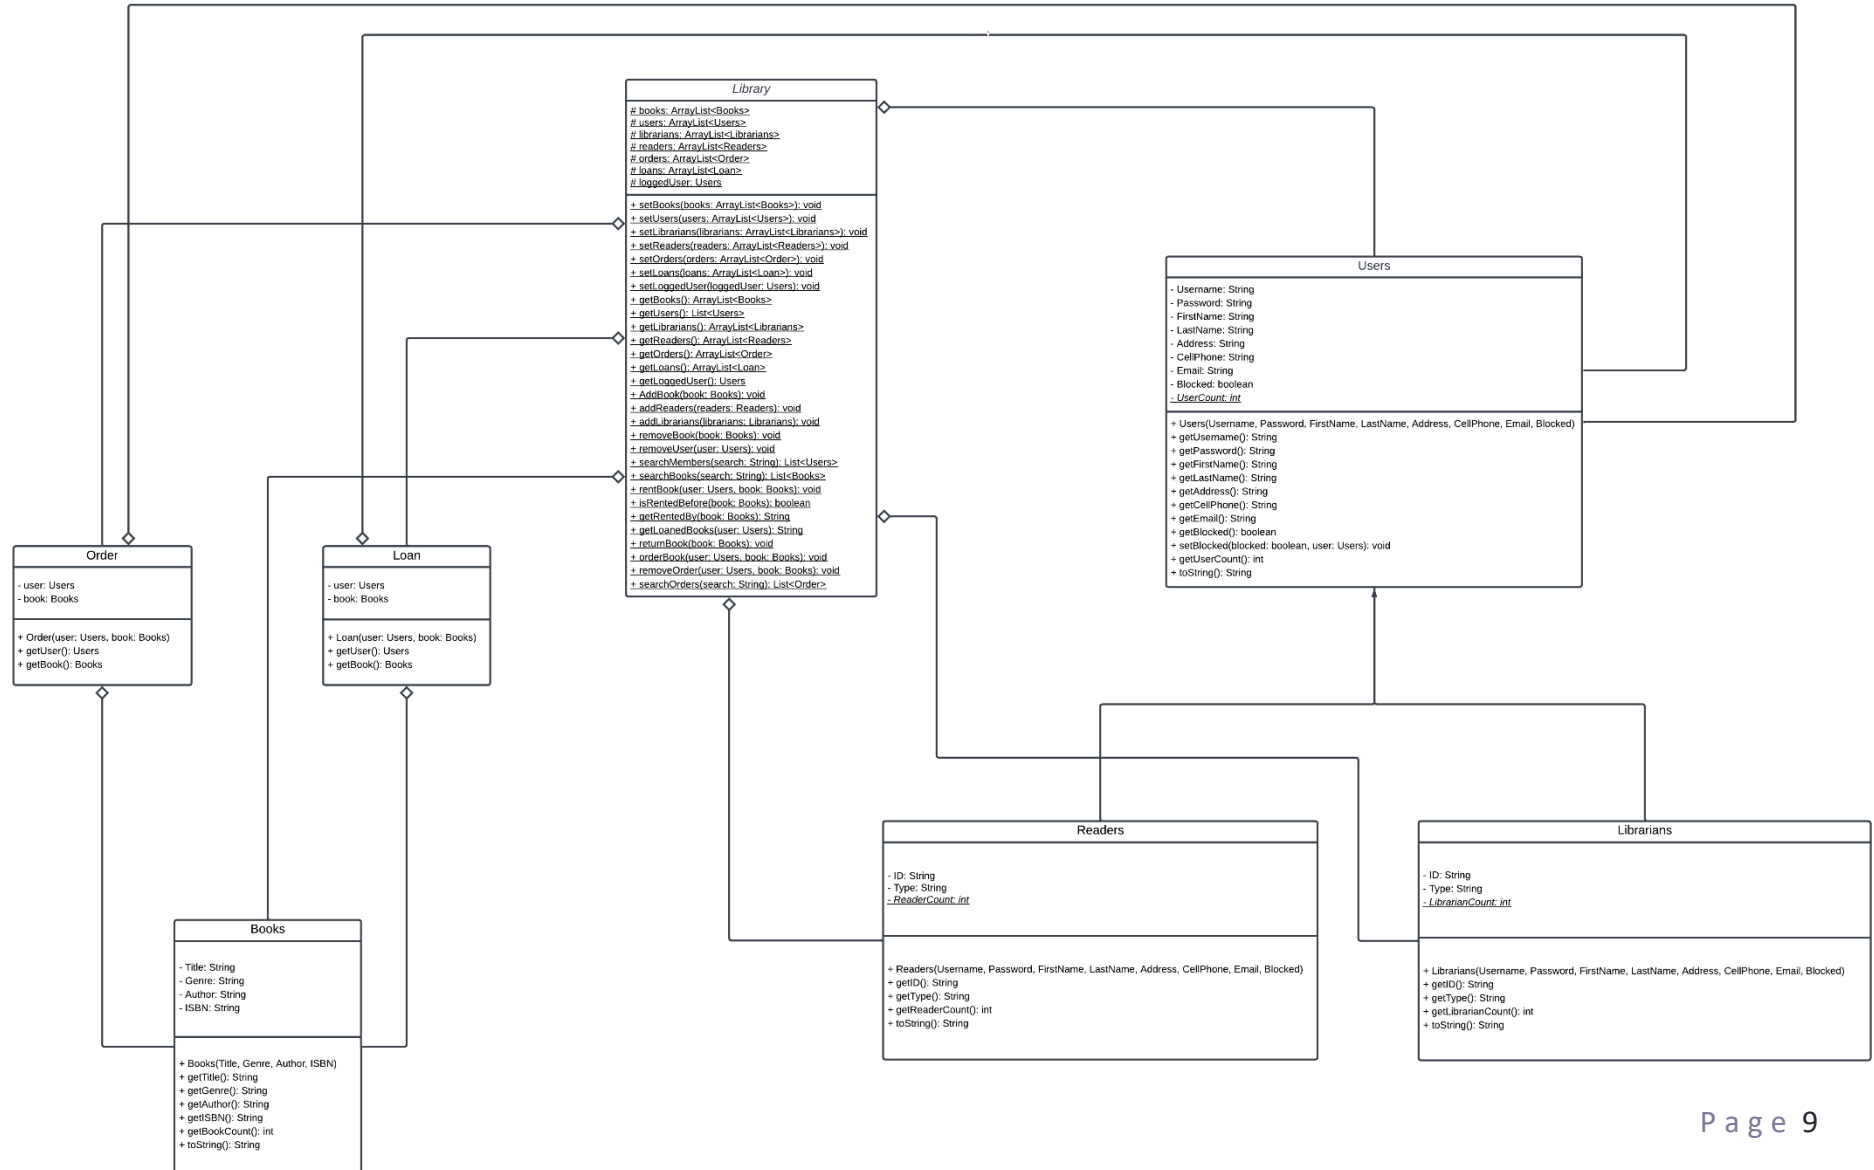 Library
# books: ArrayList<Books>
# users: ArrayList<Users>
# librarians: ArrayList<Librarians>
# readers: ArrayList<Readers>
# orders: ArrayList<Order>
# loans: ArrayList<Loan>
# loggedUser: Users
+ setBooks(books: ArrayList<Books>): void
+ setUsers(users: ArrayList<Users>): void
+ setLibrarians(librarians: ArrayList<Librarians>): void
+ setReaders(readers: ArrayList<Readers>): void
+ setOrders(orders: ArrayList<Order>): void
+ setLoans(loans: ArrayList<Loan>): void
+ setLoggedUser(loggedUser: Users): void
+ getBooks(): ArrayList<Books>
+ getUsers(): List<Users>
+ getLibrarians(): ArrayList<Librarians>
+ getReaders(): ArrayList<Readers>
+ getOrders(): ArrayList<Order>
+ getLoans(): ArrayList<Loan>
+ getLoggedUser(): Users
+ AddBook(book: Books): void
+ addReaders(readers: Readers): void
+ addLibrarians(librarians: Librarians): void
+ removeBook(book: Books): void
+ removeUser(user: Users): void
+ searchMembers(search: String): List<Users>
+ searchBooks(search: String): List<Books>
+ rentBook(user: Users, book: Books): void
+ isRentedBefore(book: Books): boolean
+ getRentedBy(book: Books): String
+ getLoanedBooks(user: Users): String
+ returnBook(book: Books): void
+ orderBook(user: Users, book: Books): void
+ removeOrder(user: Users, book: Books): void
+ searchOrders(search: String): List<Order>
Users
- Username: String
- Password: String
- FirstName: String
- LastName: String
- Address: String
- CellPhone: String
- Email: String
- Blocked: boolean
- UserCount: int
+ Users(Username, Password, FirstName, LastName, Address, CellPhone, Email, Blocked)
+ getUsername(): String
+ getPassword(): String
+ getFirstName(): String
+ getLastName(): String
+ getAddress(): String
+ getCellPhone(): String
+ getEmail(): String
+ getBlocked(): boolean
+ setBlocked(blocked: boolean, user: Users): void
+ getUserCount(): int
+ toString(): String
Order
- user: Users
- book: Books
+ Order(user: Users, book: Books)
+ getUser(): Users
+ getBook(): Books
Loan
- user: Users
- book: Books
+ Loan(user: Users, book: Books)
+ getUser(): Users
+ getBook(): Books
Readers
- ID: String
- Type: String
- ReaderCount: int
+ Readers(Username, Password, FirstName, LastName, Address, CellPhone, Email, Blocked)
+ getID(): String
+ getType(): String
+ getReaderCount(): int
+ toString(): String
Librarians
- ID: String
- Type: String
- LibrarianCount: int
+ Librarians(Username, Password, FirstName, LastName, Address, CellPhone, Email, Blocked)
+ getID(): String
+ getType(): String
+ getLibrarianCount(): int
+ toString(): String
Books
- Title: String
- Genre: String
- Author: String
- ISBN: String
+ Books(Title, Genre, Author, ISBN)
+ getTitle(): String
+ getGenre(): String
+ getAuthor(): String
+ getISBN(): String
+ getBookCount(): int
+ toString(): String
Page 9